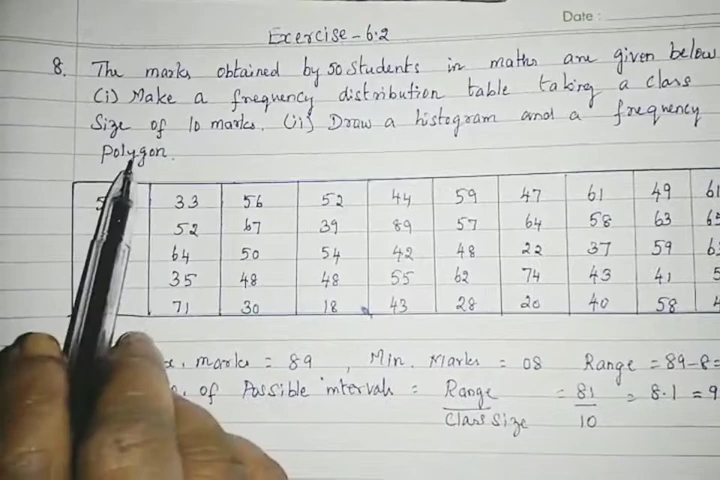 Date :
Exercise - 6.2
8. The marks obtained by 50 students in maths are given below
(i) Make a frequency distribution table taking a class
Size of 10 marks. (ii) Draw a histogram and a frequency
Polygon.
33 56 52 44 59 47 61 49 61
52 67 39 89 57 64 58 63 65
64 50 54 42 48 22 37 59
35 48 48 55 62 74 43 41
71 30 18 43 28 20 40 58
marks = 89 , Min. Marks = 08 Range = 89-8=
of Possible intervals = Range = 81 = 8.1 = 9
Class Size 10